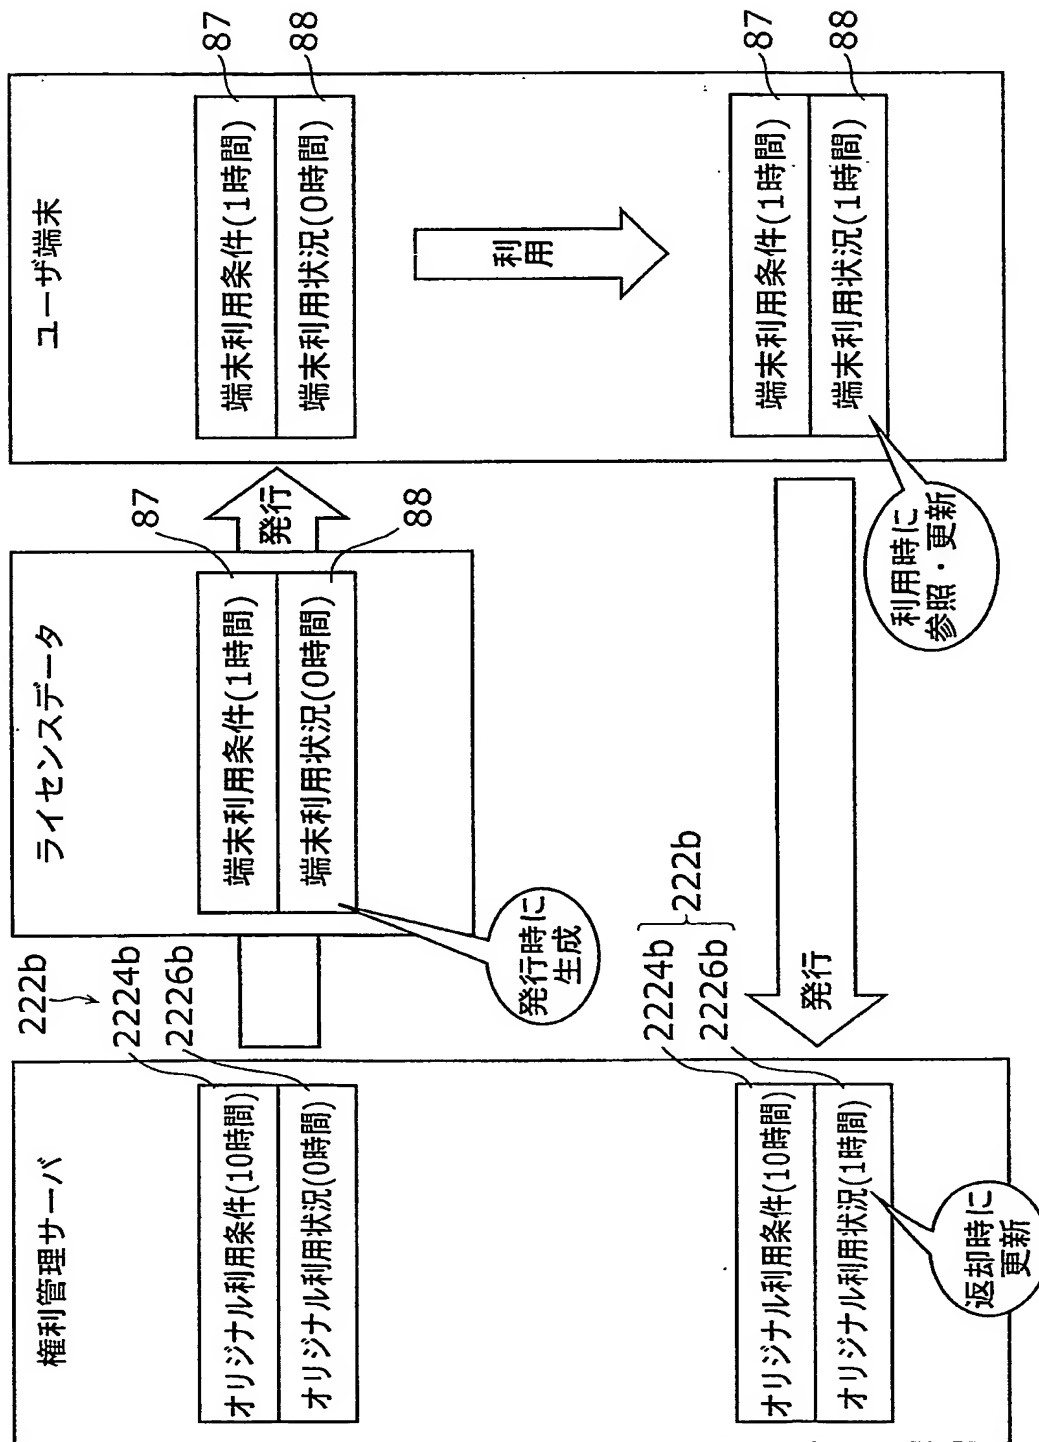 権利管理サーバ
オリジナル利用条件(10時間)
オリジナル利用状況(0時間)
222b
2224b
2226b
ライセンスデータ
端末利用条件(1時間)
端末利用状況(0時間)
87
88
発行時に
生成
発行
ユーザ端末
端末利用条件(1時間)
端末利用状況(0時間)
87
88
利用
端末利用条件(1時間)
端末利用状況(1時間)
87
88
利用時に
参照・更新
発行
オリジナル利用条件(10時間)
オリジナル利用状況(1時間)
2224b
2226b
222b
返却時に
更新